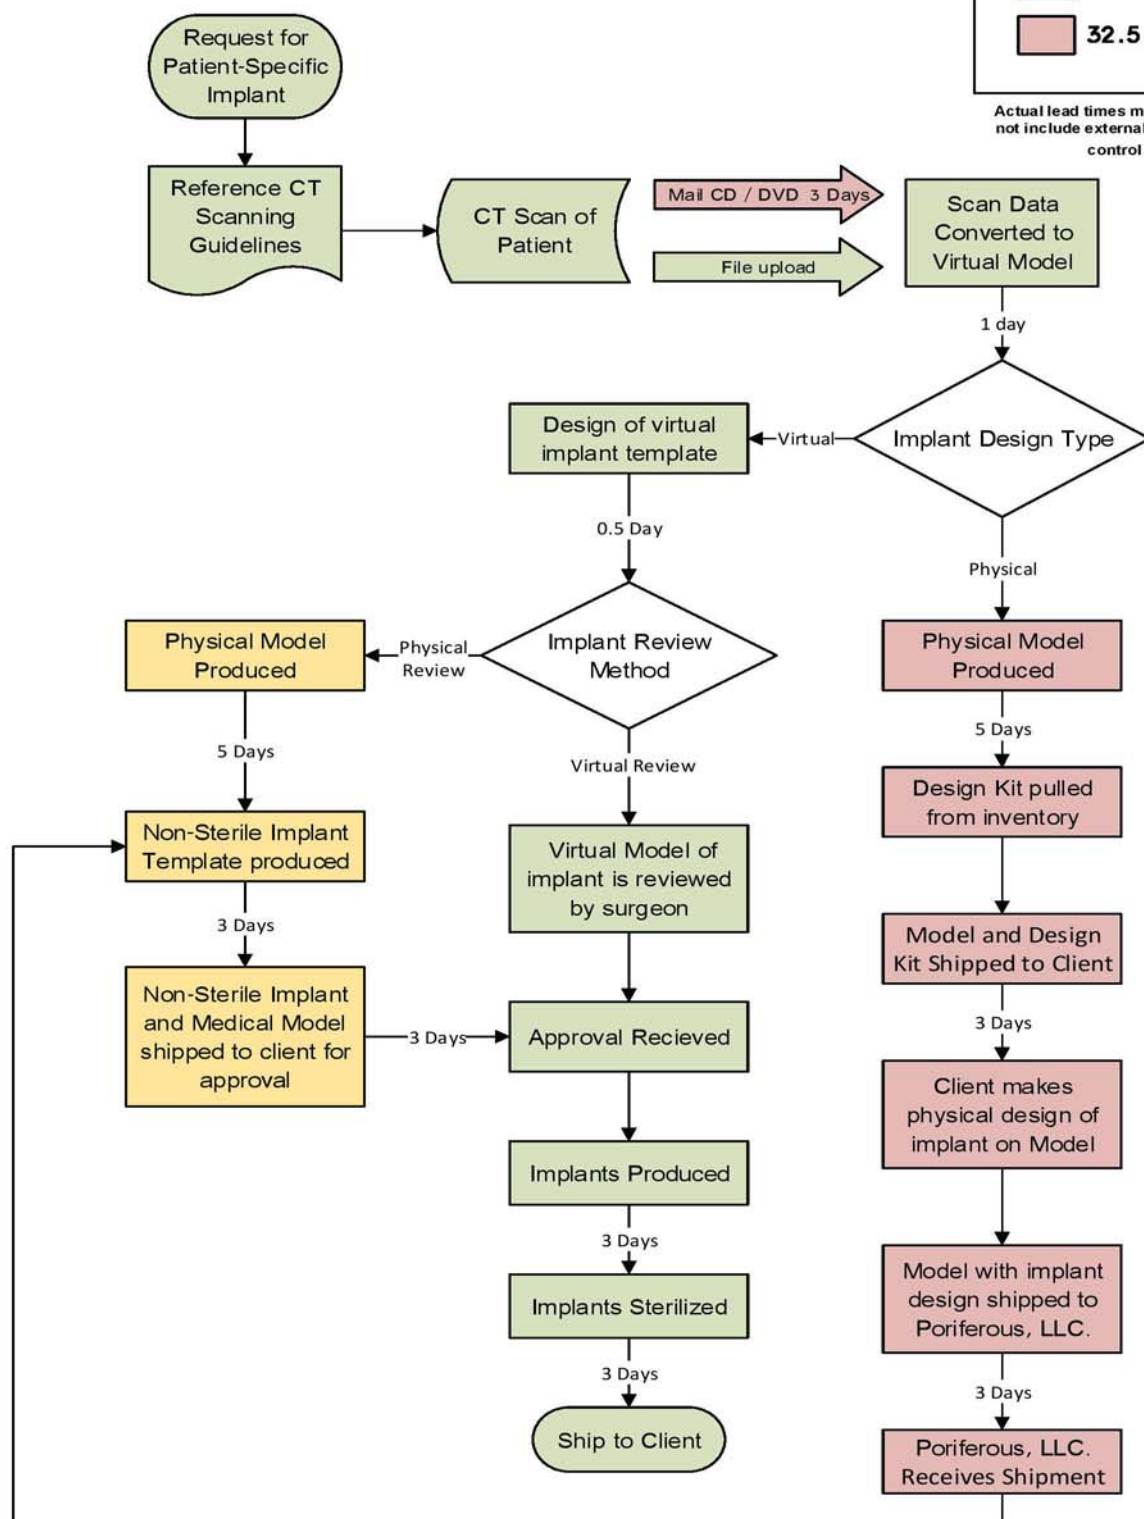 32.5
Actual lead times m
not include external
control
Request for
Patient-Specific
Implant
Reference CT
Scanning
Guidelines
CT Scan of
Patient
Mail CD / DVD 3 Days
File upload
Scan Data
Converted to
Virtual Model
1 day
Implant Design Type
Virtual
Design of virtual
implant template
0.5 Day
Physical
Implant Review
Method
Physical
Review
Physical Model
Produced
5 Days
Non-Sterile Implant
Template produced
3 Days
Non-Sterile Implant
and Medical Model
shipped to client for
approval
3 Days
Virtual Review
Virtual Model of
implant is reviewed
by surgeon
Approval Recieved
Implants Produced
3 Days
Implants Sterilized
3 Days
Ship to Client
Physical Model
Produced
5 Days
Design Kit pulled
from inventory
Model and Design
Kit Shipped to Client
3 Days
Client makes
physical design of
implant on Model
Model with implant
design shipped to
Poriferous, LLC.
3 Days
Poriferous, LLC.
Receives Shipment